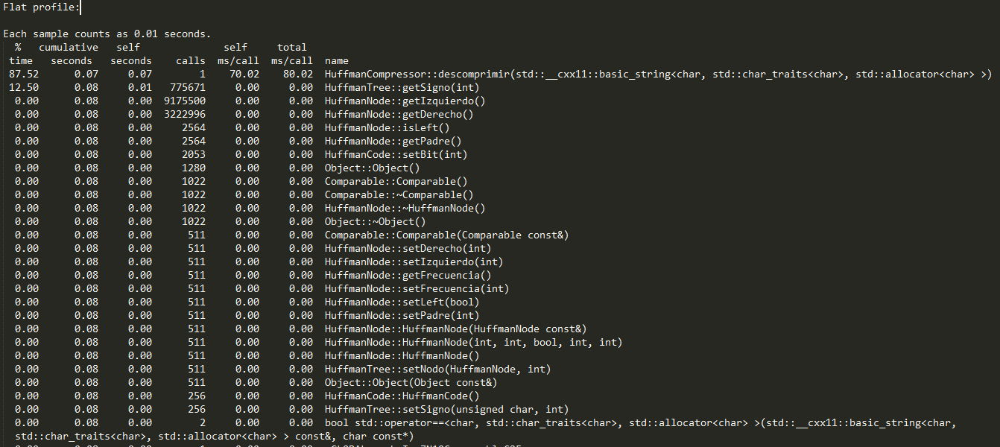 Flat profile:
Each sample counts as 0.01 seconds.
  %   cumulative   self              self     total
 time   seconds   seconds    calls  ms/call  ms/call  name
 87.52      0.07     0.07        1    70.02    80.02  HuffmanCompressor::descomprimir(std::__cxx11::basic_string<char, std::char_traits<char>, std::allocator<char> >)
 12.50      0.08     0.01   775671     0.00     0.00  HuffmanTree::getSigno(int)
  0.00      0.08     0.00  9175500     0.00     0.00  HuffmanNode::getIzquierdo()
  0.00      0.08     0.00  3222996     0.00     0.00  HuffmanNode::getDerecho()
  0.00      0.08     0.00     2564     0.00     0.00  HuffmanNode::isLeft()
  0.00      0.08     0.00     2564     0.00     0.00  HuffmanNode::getPadre()
  0.00      0.08     0.00     2053     0.00     0.00  HuffmanCode::setBit(int)
  0.00      0.08     0.00     1280     0.00     0.00  Object::Object()
  0.00      0.08     0.00     1022     0.00     0.00  Comparable::Comparable()
  0.00      0.08     0.00     1022     0.00     0.00  Comparable::~Comparable()
  0.00      0.08     0.00     1022     0.00     0.00  HuffmanNode::~HuffmanNode()
  0.00      0.08     0.00     1022     0.00     0.00  Object::~Object()
  0.00      0.08     0.00      511     0.00     0.00  Comparable::Comparable(Comparable const&)
  0.00      0.08     0.00      511     0.00     0.00  HuffmanNode::setDerecho(int)
  0.00      0.08     0.00      511     0.00     0.00  HuffmanNode::setIzquierdo(int)
  0.00      0.08     0.00      511     0.00     0.00  HuffmanNode::getFrecuencia()
  0.00      0.08     0.00      511     0.00     0.00  HuffmanNode::setFrecuencia(int)
  0.00      0.08     0.00      511     0.00     0.00  HuffmanNode::setLeft(bool)
  0.00      0.08     0.00      511     0.00     0.00  HuffmanNode::setPadre(int)
  0.00      0.08     0.00      511     0.00     0.00  HuffmanNode::HuffmanNode(HuffmanNode const&)
  0.00      0.08     0.00      511     0.00     0.00  HuffmanNode::HuffmanNode(int, int, bool, int, int)
  0.00      0.08     0.00      511     0.00     0.00  HuffmanNode::HuffmanNode()
  0.00      0.08     0.00      511     0.00     0.00  HuffmanTree::setNodo(HuffmanNode, int)
  0.00      0.08     0.00      511     0.00     0.00  Object::Object(Object const&)
  0.00      0.08     0.00      256     0.00     0.00  HuffmanCode::HuffmanCode()
  0.00      0.08     0.00      256     0.00     0.00  HuffmanTree::setSigno(unsigned char, int)
  0.00      0.08     0.00        2     0.00     0.00  bool std::operator==<char, std::char_traits<char>, std::allocator<char> >(std::__cxx11::basic_string<char,
  std::char_traits<char>, std::allocator<char> > const&, char const*)